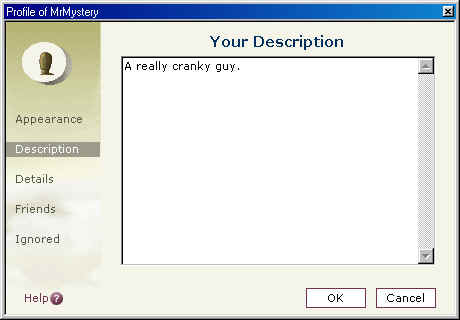 Profile of MrMystery
Your Description
A really cranky guy.
Appearance
Description
Details
Friends
Ignored
Help?
OK
Cancel